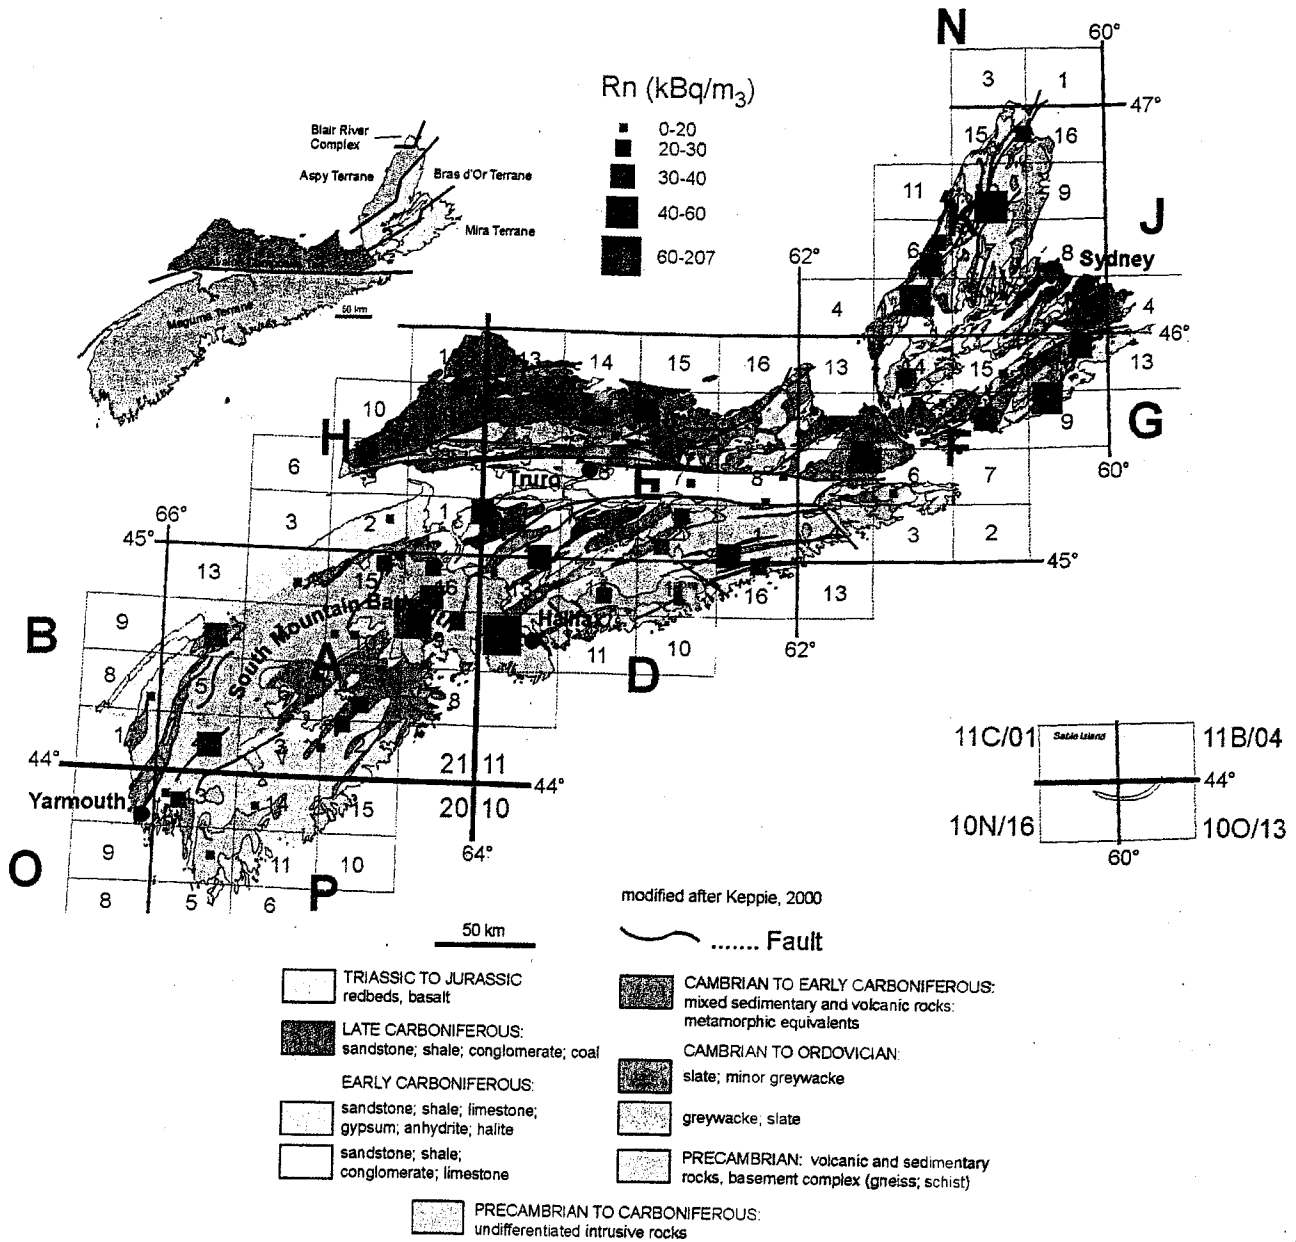 N
60°
3
1
47°
Rn (kBq/m3)
0-20
20-30
30-40
40-60
60-207
15
16
11
9
J
Blair River
Complex
Aspy Terrane
Bras d'Or Terrane
Mira Terrane
Meguma Terrane
50 km
62°
6
8
Sydney
4
4
46°
13
14
15
16
13
14
15
13
10
H
9
G
F
60°
6
Truro
E
7
8
6
7
66°
3
2
1
1
3
2
45°
45°
13
15
16
13
16
13
South Mountain Bath
Halifax
62°
B
9
A
9
11
10
D
8
5
8
1
3
2
44°
21
11
44°
20
10
Yarmouth
13
14
15
64°
O
9
11
10
8
5
6
P
11C/01
Sable Island
11B/04
44°
10N/16
10O/13
60°
modified after Keppie, 2000
50 km
Fault
TRIASSIC TO JURASSIC
redbeds, basalt
LATE CARBONIFEROUS:
sandstone; shale; conglomerate; coal
EARLY CARBONIFEROUS:
sandstone; shale; limestone;
gypsum; anhydrite; halite
sandstone; shale;
conglomerate; limestone
CAMBRIAN TO EARLY CARBONIFEROUS:
mixed sedimentary and volcanic rocks:
metamorphic equivalents
CAMBRIAN TO ORDOVICIAN:
slate; minor greywacke
greywacke; slate
PRECAMBRIAN: volcanic and sedimentary
rocks, basement complex (gneiss; schist)
PRECAMBRIAN TO CARBONIFEROUS:
undifferentiated intrusive rocks